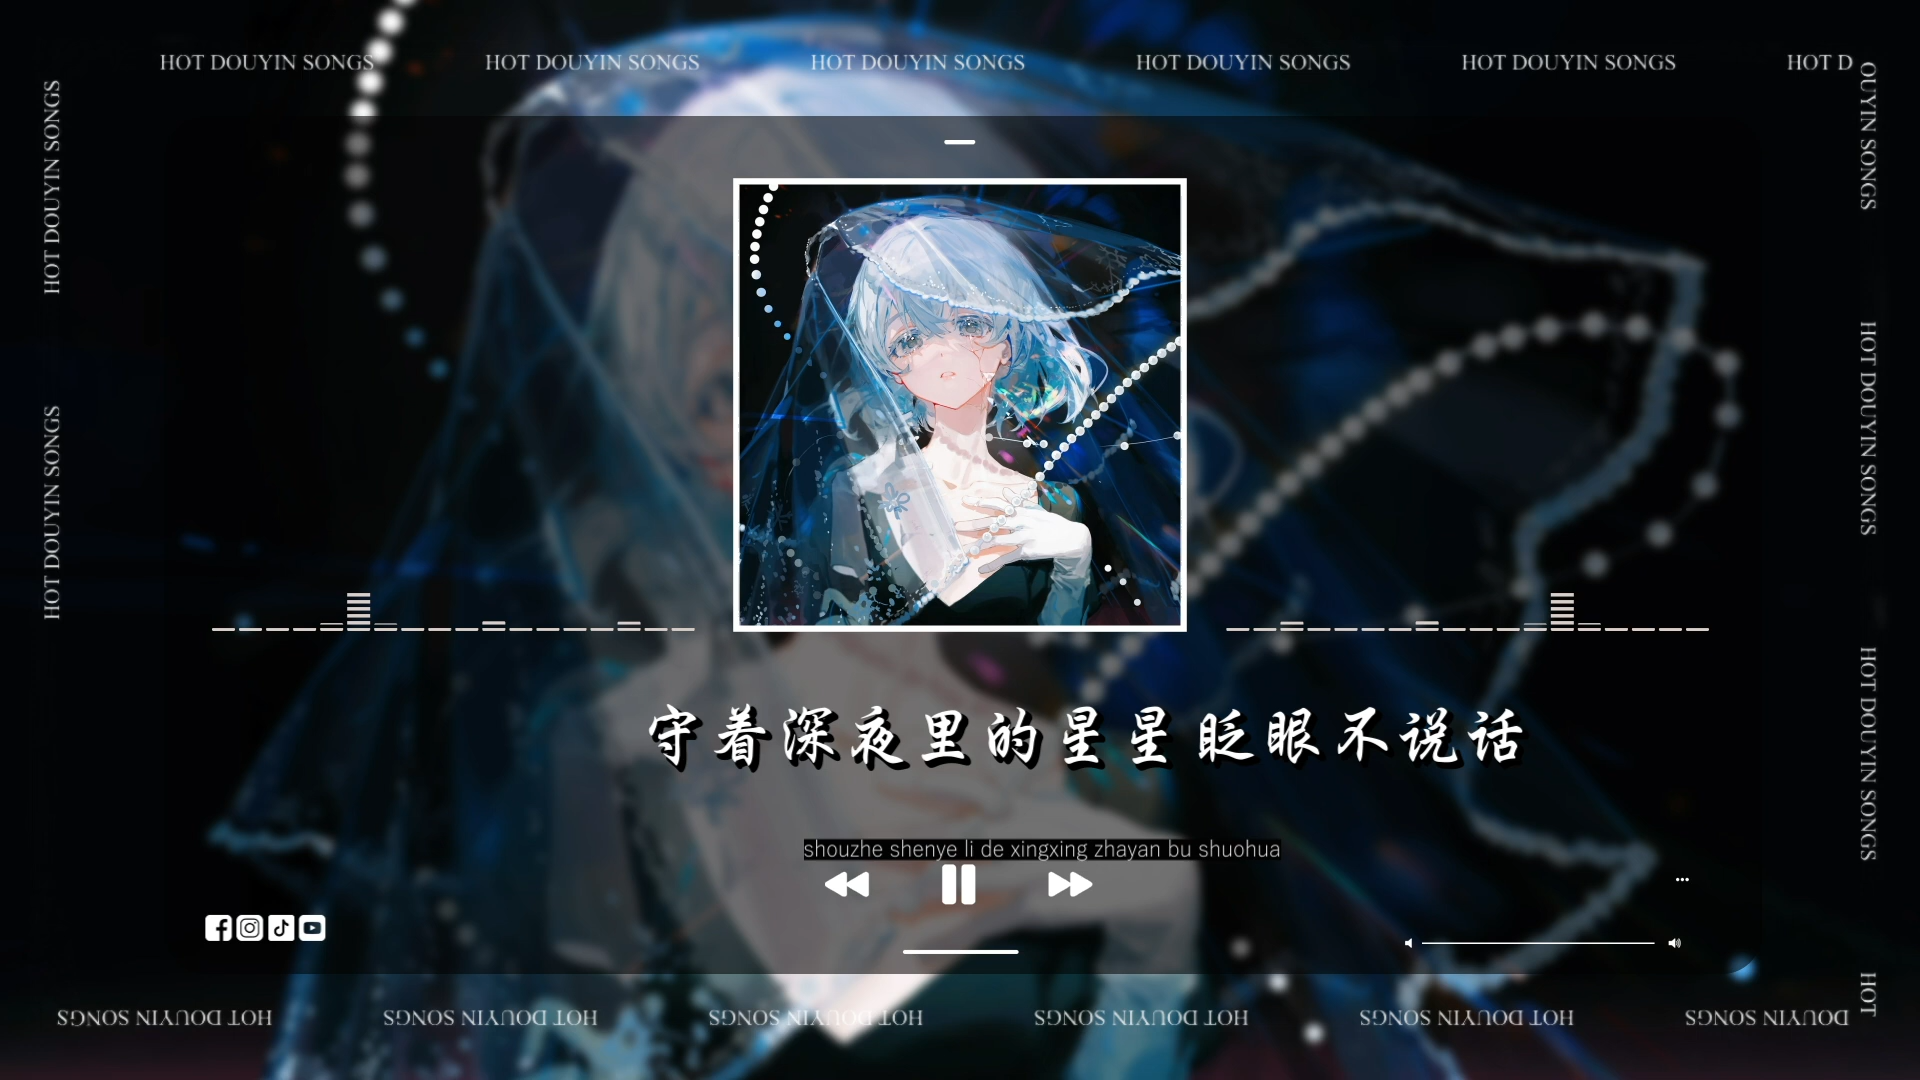 HOT DOUYIN SONGS HOT DOUYIN SONGS HOT DOUYIN SONGS HOT DOUYIN SONGS HOT DOUYIN SONGS HOT D
OUYIN SONGS
HOT DOUYIN SONGS
HOT DOUYIN SONGS
HOT
HOT DOUYIN SONGS
HOT DOUYIN SONGS
守着深夜里的星星眨眼不说话
shouzhe shenye li de xingxing zhayan bu shuohua
DOUYIN SONGS HOT DOUYIN SONGS HOT DOUYIN SONGS HOT DOUYIN SONGS HOT DOUYIN SONGS HOT DOUYIN SONGS